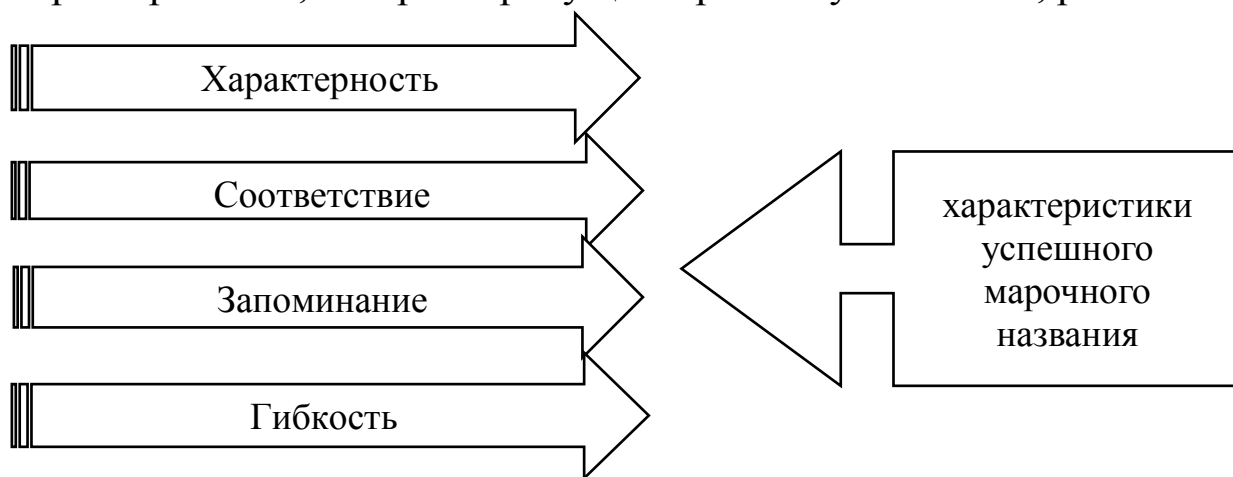 Характерность
Соответствие
Запоминание
Гибкость
характеристики
успешного
марочного
названия